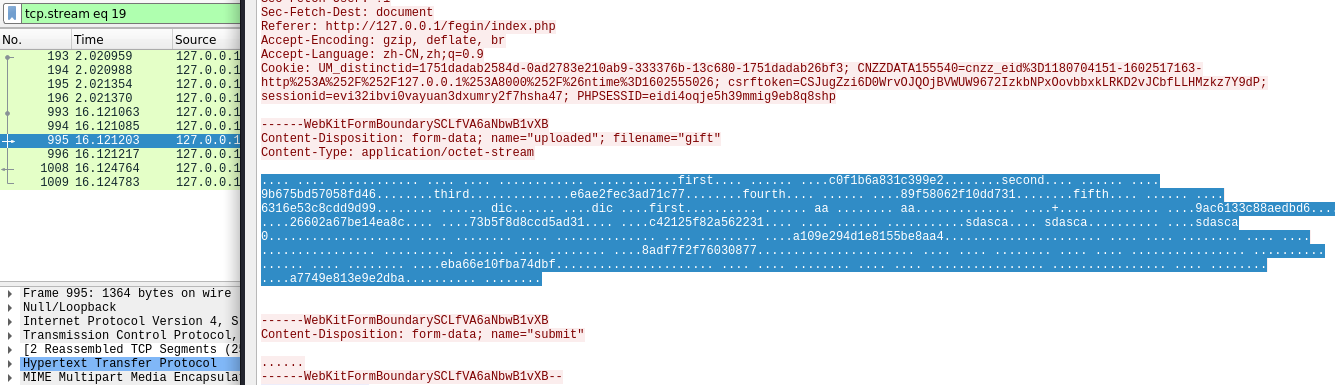 tcp.stream eq 19
No. Time Source
193 2.020959 127.0.0.1
194 2.020988 127.0.0.1
195 2.021354 127.0.0.1
196 2.021370 127.0.0.1
993 16.121063 127.0.0.1
994 16.121085 127.0.0.1
995 16.121203 127.0.0.1
996 16.121217 127.0.0.1
1008 16.124764 127.0.0.1
1009 16.124783 127.0.0.1
Frame 995: 1364 bytes on wire
Null/Loopback
Internet Protocol Version 4, S
Transmission Control Protocol,
[2 Reassembled TCP Segments (25
Hypertext Transfer Protocol
MIME Multipart Media Encapsula
Sec-Fetch-User: ?1
Sec-Fetch-Dest: document
Referer: http://127.0.0.1/fegin/index.php
Accept-Encoding: gzip, deflate, br
Accept-Language: zh-CN,zh;q=0.9
Cookie: UM_distinctid=1751dadab2584d-0ad2783e210ab9-333376b-13c680-1751dadab26bf3; CNZZDATA155540=cnzz_eid%3D1180704151-1602517163-
http%253A%252F%252F127.0.0.1%253A8000%252F%26ntime%3D1602555026; csrftoken=CSJugZzi6D0WrvOJQOjBVWUW9672IzkbNPxOovbbxkLRKD2vJCbfLLHMzkz7Y9dP;
sessionid=evi32ibvi0vayuan3dxumry2f7hsha47; PHPSESSID=eidi4oqje5h39mmig9eb8q8shp
------WebKitFormBoundarySCLfVA6aNbwB1vXB
Content-Disposition: form-data; name="uploaded"; filename="gift"
Content-Type: application/octet-stream
.... .... ............ .... .... ............ ............first.... ...... ....c0f1b6a831c399e2........second.... ...... ....
9b675bd57058fd46........third..............e6ae2fec3ad71c77........fourth.... ...... ....89f58062f10dd731........fifth.... ...... ....
6316e53c8cdd9d99........ ...... dic...... ....dic ....first.......... ...... aa ........ aa.............. ....+.............. ....9ac6133c88aedbd6....
....26602a67be14ea8c.... ....73b5f8d8ccd5ad31.... ....c42125f82a562231.... .... ...... ...........sdasca.... sdasca.......... ....sdasca
0.................... .... ........ .... ...... .............. .... ........ ....a109e294d1e8155be8aa4.................... .... .... ........ .... ....
........................... ...... .... ........ ....8adf7f2f76030877...................... .... .... ........ .... .... ................ ..........
...... .... ........ ....eba66e10fba74dbf...................... .... .... ........ .... .... ................ ................ .... ........
....a7749e813e9e2dba.......... ........
------WebKitFormBoundarySCLfVA6aNbwB1vXB
Content-Disposition: form-data; name="submit"
......
------WebKitFormBoundarySCLfVA6aNbwB1vXB--